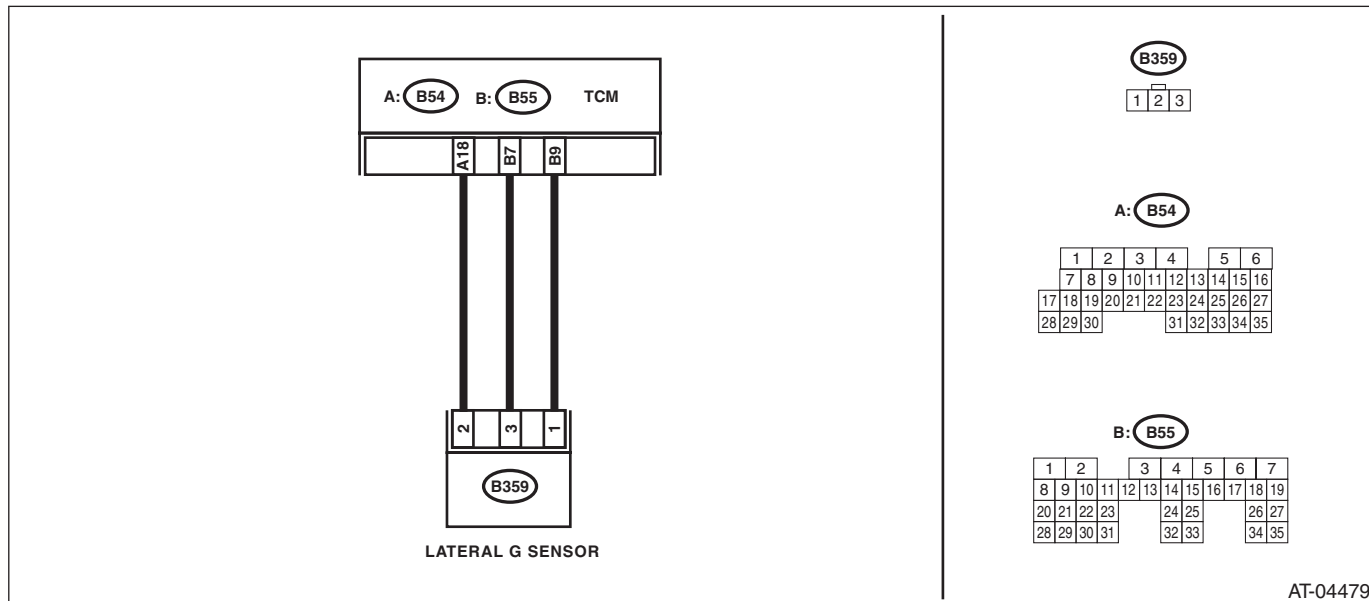 A: B54 B: B55 TCM
A18 B7 B9
2 3 1
B359
LATERAL G SENSOR
B359
1 2 3
A: B54
1 2 3 4 5 6
7 8 9 10 11 12 13 14 15 16
17 18 19 20 21 22 23 24 25 26 27
28 29 30 31 32 33 34 35
B: B55
1 2 3 4 5 6 7
8 9 10 11 12 13 14 15 16 17 18 19
20 21 22 23 24 25 26 27
28 29 30 31 32 33 34 35
AT-04479